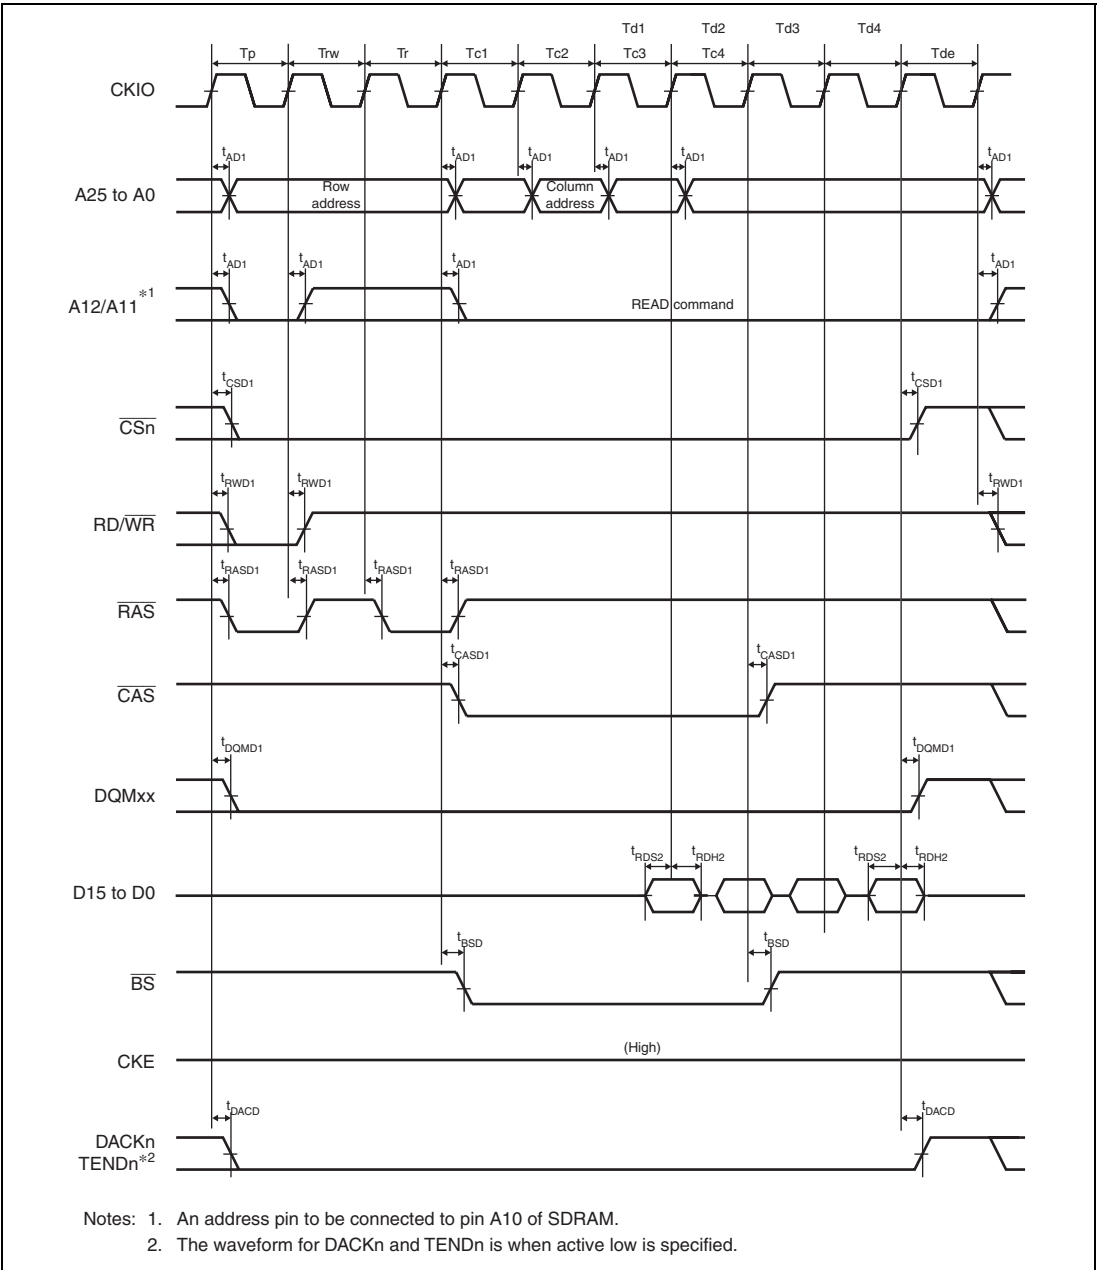 Td1 Td2 Td3 Td4
Tp Trw Tr Tc1 Tc2 Tc3 Tc4 Tde
CKIO
tAD1 tAD1 tAD1 tAD1 tAD1 tAD1
A25 to A0
Row address
Column address
tAD1 tAD1 tAD1 tAD1
A12/A11*1
READ command
tCSD1 tCSD1
CSn
tRWD1 tRWD1 tRWD1
RD/WR
tRASD1 tRASD1 tRASD1 tRASD1
RAS
tCASD1 tCASD1
CAS
tDQMD1 tDQMD1
DQMxx
tRDS2 tRDH2 tRDS2 tRDH2
D15 to D0
tBSD tBSD
BS
(High)
CKE
tDACD tDACD
DACKn
TENDn*2
Notes: 1. An address pin to be connected to pin A10 of SDRAM.
2. The waveform for DACKn and TENDn is when active low is specified.